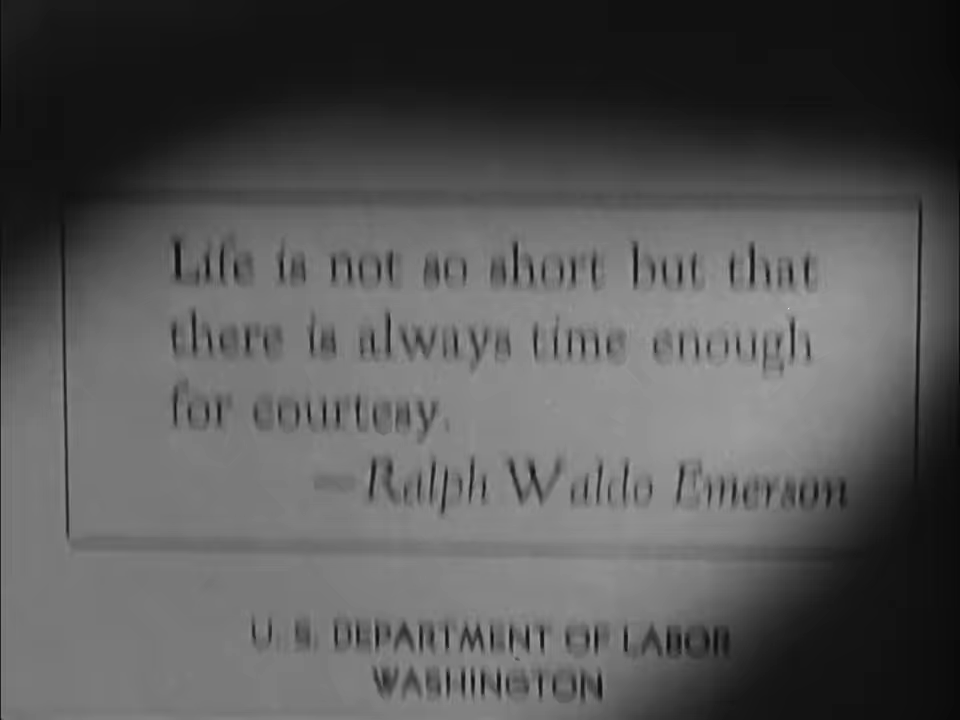 Life is not so short but that
there is always time enough
for courtesy.
—Ralph Waldo Emerson
U. S. DEPARTMENT OF LABOR
WASHINGTON